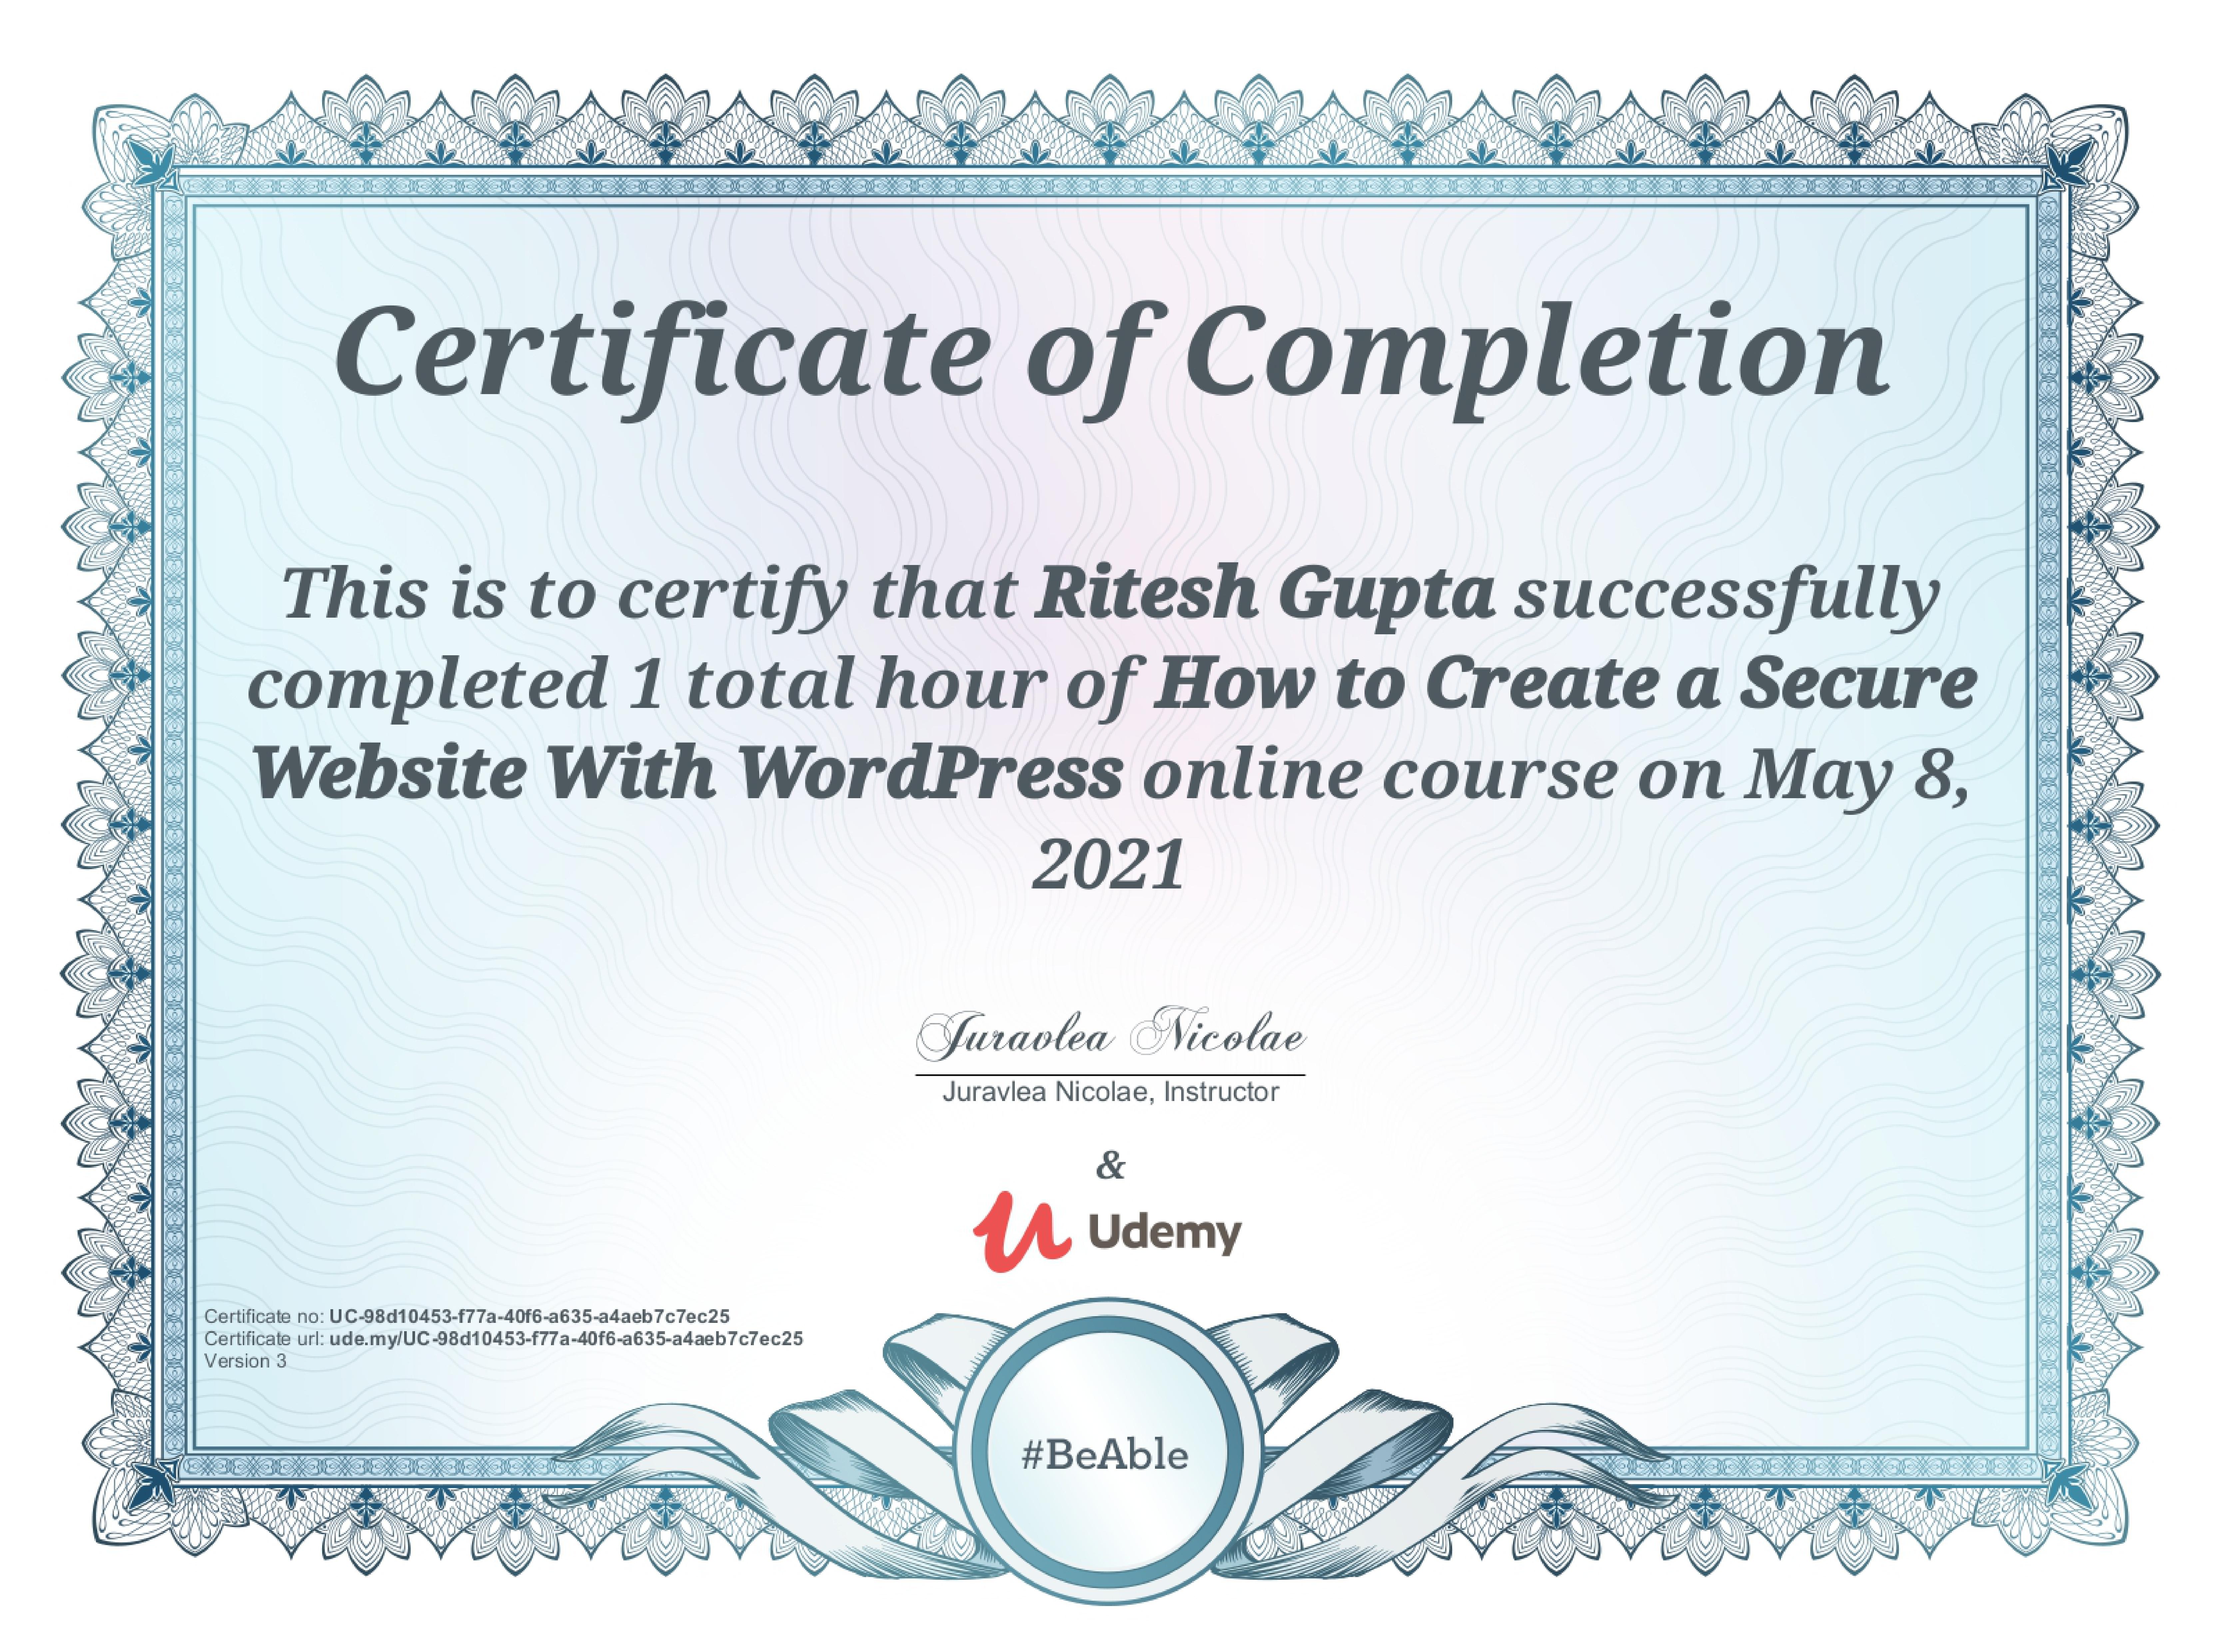 Certificate of Completion
This is to certify that Ritesh Gupta successfully
completed 1 total hour of How to Create a Secure
Website With WordPress online course on May 8,
2021
Juravlea Nicolae
Juravlea Nicolae, Instructor
&
Udemy
Certificate no: UC-98d10453-f77a-40f6-a635-a4aeb7c7ec25
Certificate url: ude.my/UC-98d10453-f77a-40f6-a635-a4aeb7c7ec25
Version 3
#BeAble